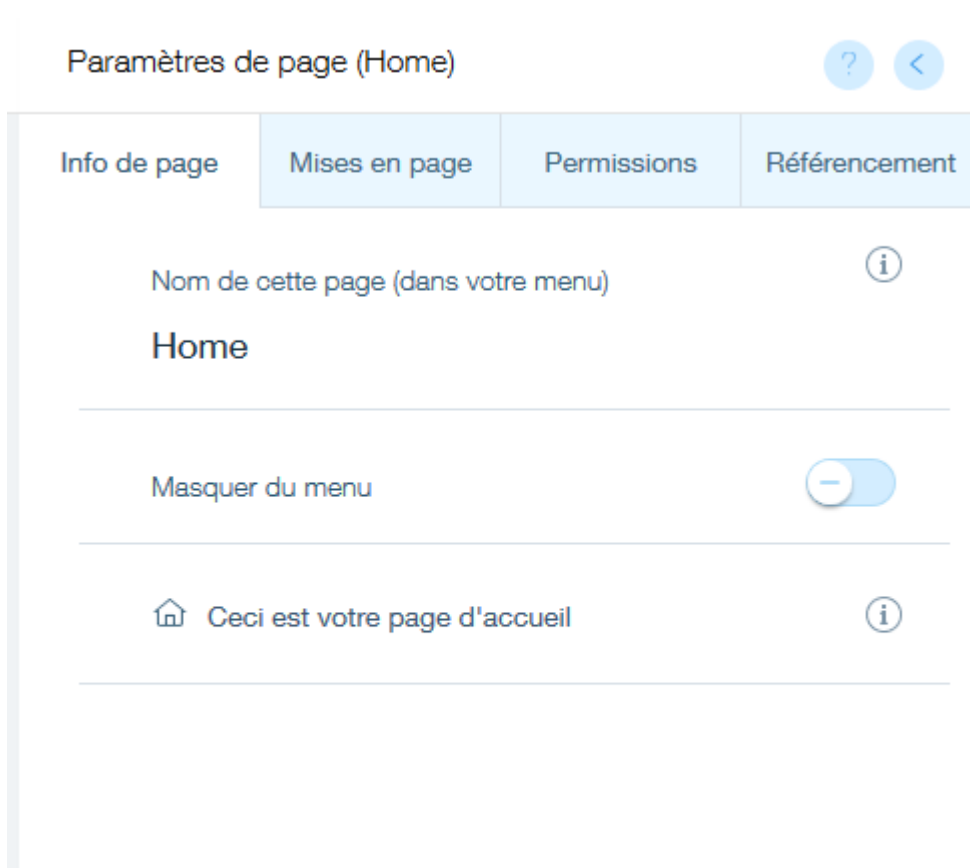 Paramètres de page (Home)
?
Info de page
Mises en page
Permissions
Référencement
Nom de cette page (dans votre menu)
Home
Masquer du menu
Ceci est votre page d'accueil